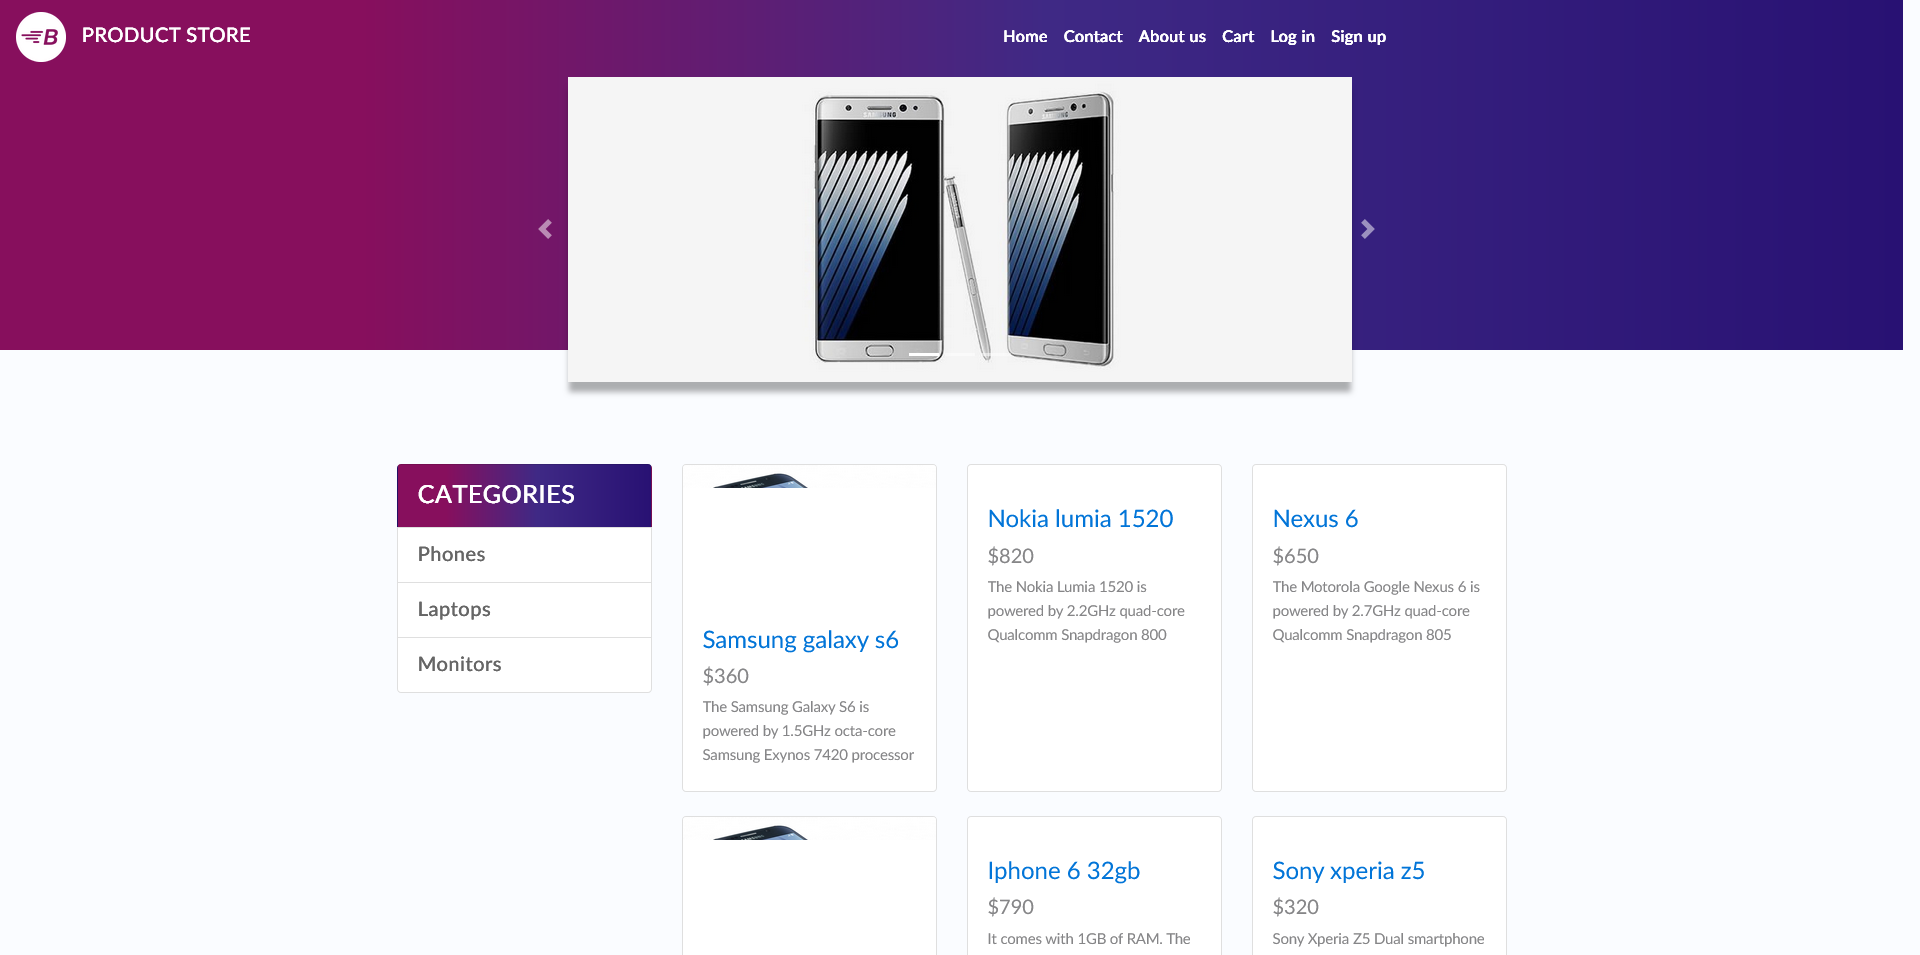 B PRODUCT STORE
Home Contact About us Cart Log in Sign up
SAMSUNG
SAMSUNG
CATEGORIES
Phones
Laptops
Monitors
Samsung galaxy s6
$360
The Samsung Galaxy S6 is
powered by 1.5GHz octa-core
Samsung Exynos 7420 processor
Nokia lumia 1520
$820
The Nokia Lumia 1520 is
powered by 2.2GHz quad-core
Qualcomm Snapdragon 800
Nexus 6
$650
The Motorola Google Nexus 6 is
powered by 2.7GHz quad-core
Qualcomm Snapdragon 805
Iphone 6 32gb
$790
It comes with 1GB of RAM. The
Sony xperia z5
$320
Sony Xperia Z5 Dual smartphone